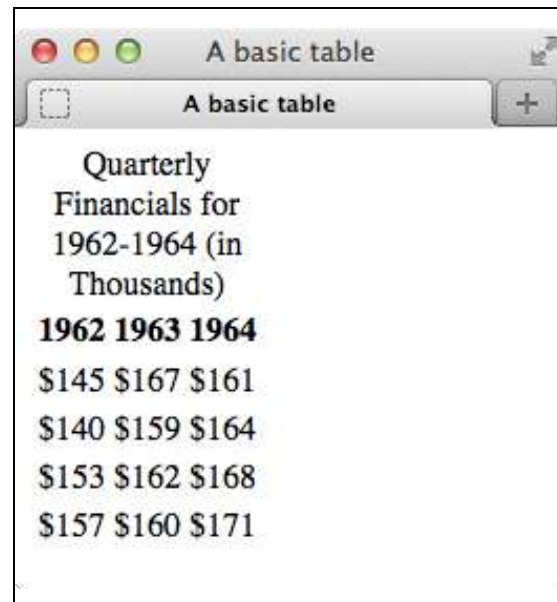 A basic table
A basic table
Quarterly
Financials for
1962-1964 (in
Thousands)
1962 1963 1964
$145 $167 $161
$140 $159 $164
$153 $162 $168
$157 $160 $171